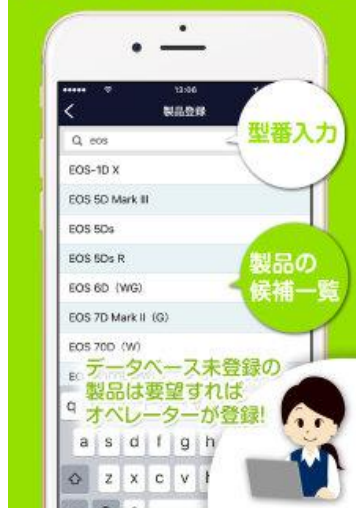 13:06
製品登録
eos
型番入力
EOS-1D X
EOS 5D Mark III
EOS 5Ds
EOS 5Ds R
製品の
候補一覧
EOS 6D (WG)
EOS 7D Mark II (G)
EOS 70D (W)
データベース未登録の
製品は要望すれば
オペレーターが登録!
q
a s d f g h
z x c v